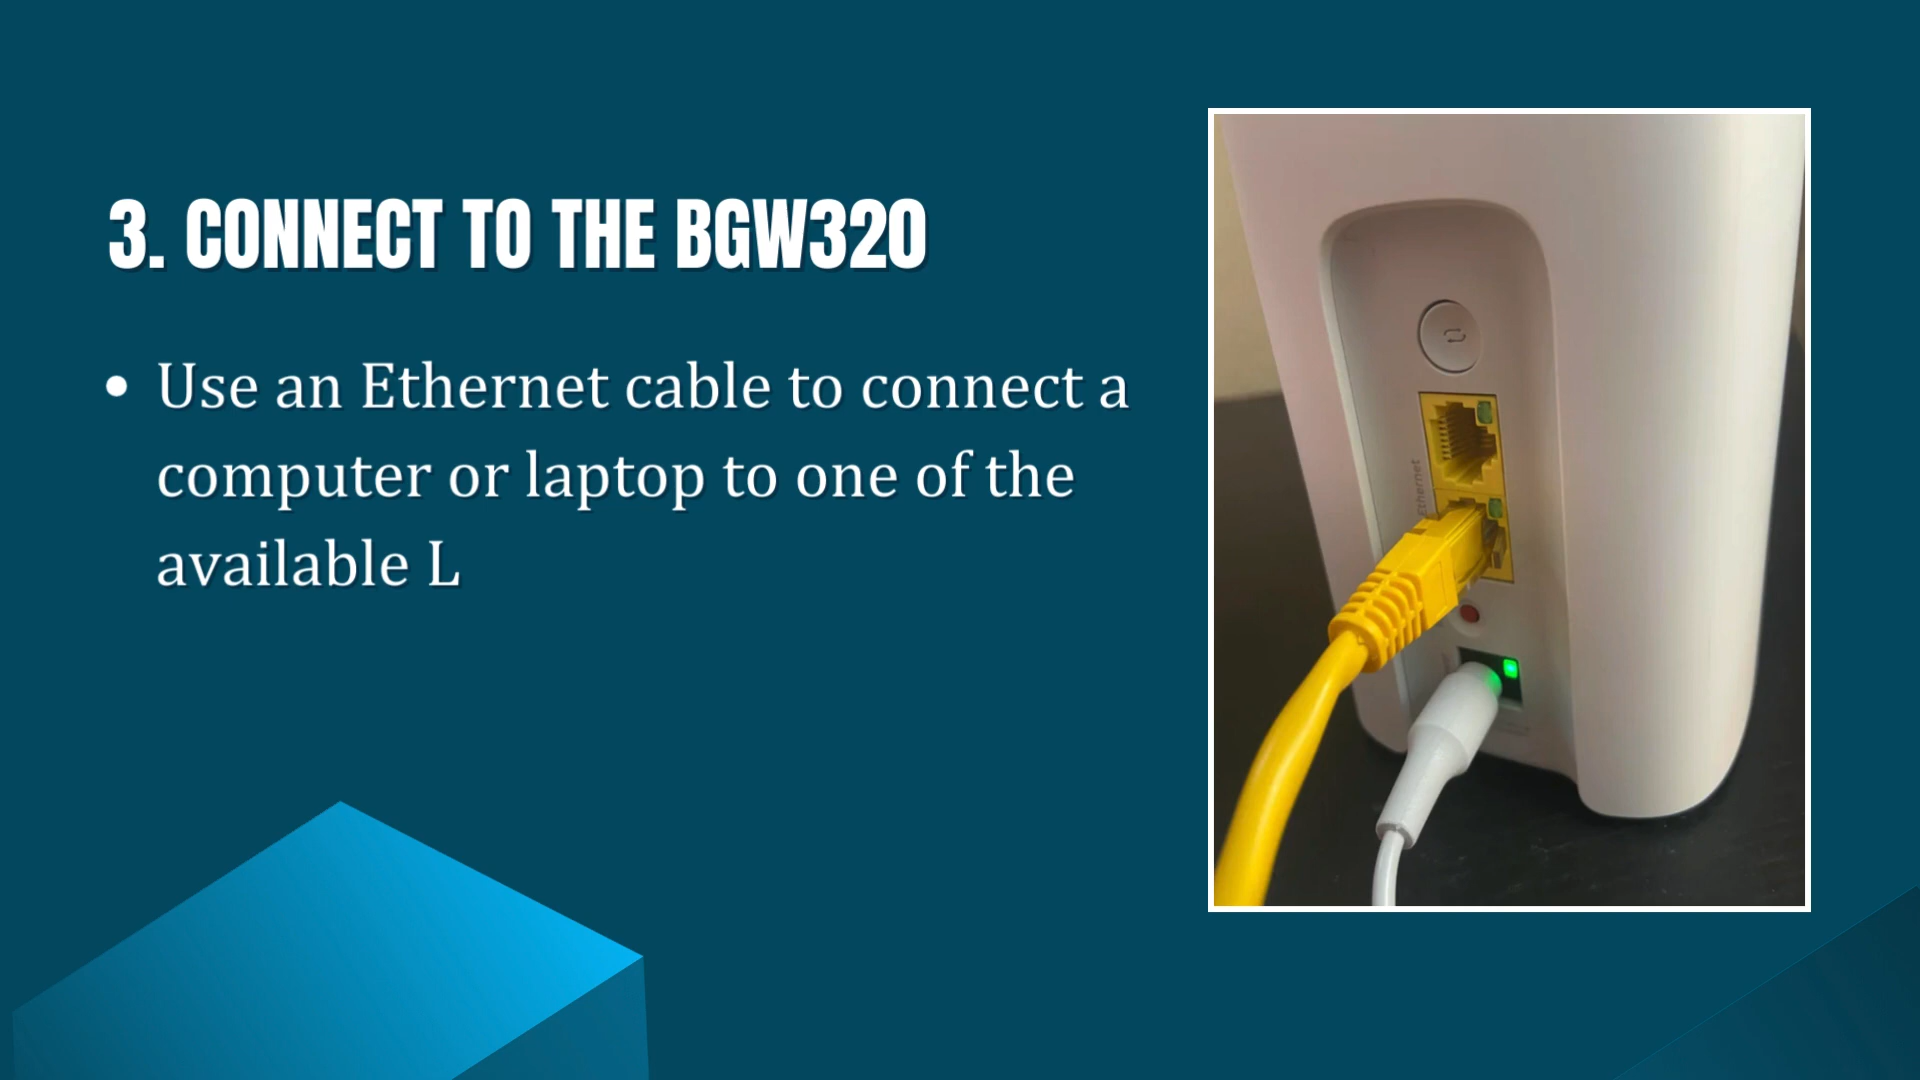 3. CONNECT TO THE BGW320
• Use an Ethernet cable to connect a
computer or laptop to one of the
available L
Ethernet